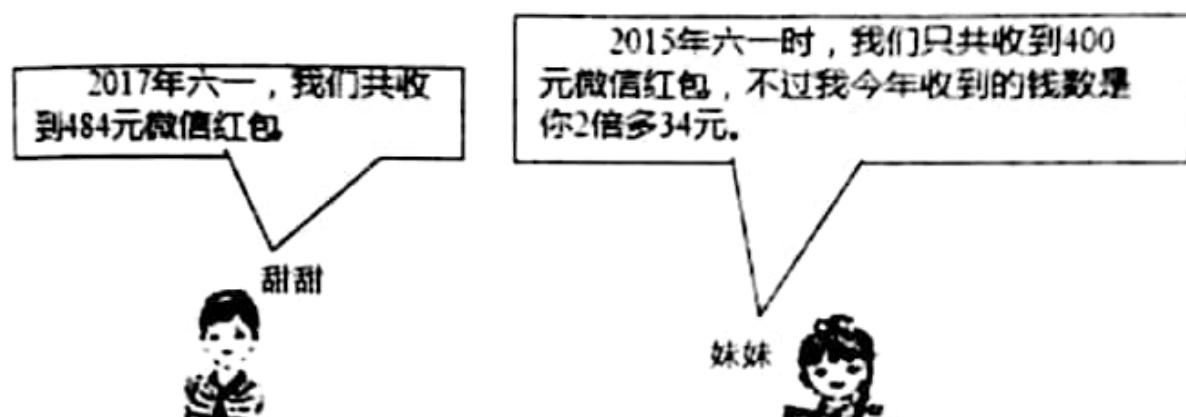 2017年六一，我们共收
到484元微信红包
甜甜
2015年六一时，我们只共收到400
元微信红包，不过我今年收到的钱数是
你2倍多34元。
妹妹